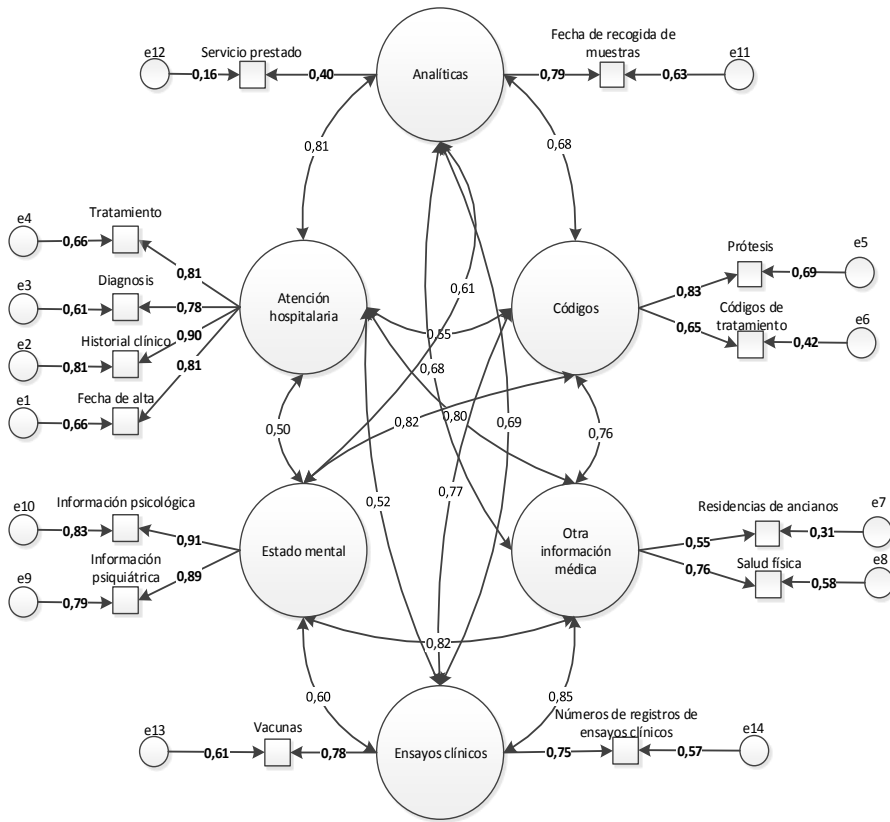 e12
Servicio prestado
0,16
0,40
Analíticas
Fecha de recogida de
muestras
e11
0,79
0,63
0,81
0,68
e4
Tratamiento
0,66
0,81
e3
Diagnosis
0,61
0,78
e2
Historial clínico
0,81
0,90
e1
Fecha de alta
0,66
0,81
Atención
hospitalaria
0,61
0,55
0,68
Códigos
Prótesis
e5
0,83
0,69
Códigos de
tratamiento
e6
0,65
0,42
0,50
0,82
0,80
0,69
0,76
0,52
0,77
e10
Información psicológica
0,83
0,91
Información
psiquiátrica
e9
0,79
0,89
Estado mental
Otra
información
médica
Residencias de ancianos
e7
0,55
0,31
Salud física
e8
0,76
0,58
0,82
0,60
0,85
e13
Vacunas
0,61
0,78
Ensayos clínicos
Números de registros de
ensayos clínicos
e14
0,75
0,57